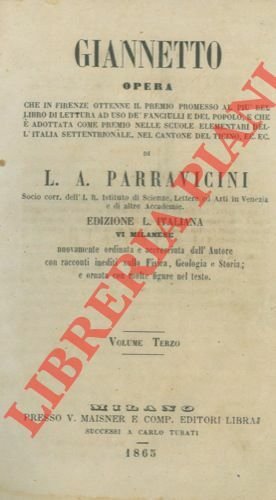 GIANNETTO
OPERA
CHE IN FIRENZE OTTENNE IL PREMIO PROMESSO AL PIU' BEL
LIBRO DI LETTURA AD USO DE' FANCIULLI E DEL POPOLO, E CHE
È ADOTTATA COME PREMIO NELLE SCUOLE ELEMENTARI DEL-
L'ITALIA SETTENTRIONALE, NEL CANTONE DEL TICINO, EC. EC.
DI
L. A. PARRAVICINI
Socio corr. dell' I. R. Istituto di Scienze, Lettere ed Arti in Venezia
e di altre Accademie.
EDIZIONE L. ITALIANA
VI MILANESE
nuovamente ordinata e accresciuta dall' Autore
con racconti inediti sulla Fisica, Geologia e Storia;
e ornata con molte figure nel testo.
VOLUME TERZO
MILANO
PRESSO V. MAISNER E COMP. EDITORI LIBRAJ
SUCCESSI A CARLO TURATI
1865
LIBRERIA PIANI